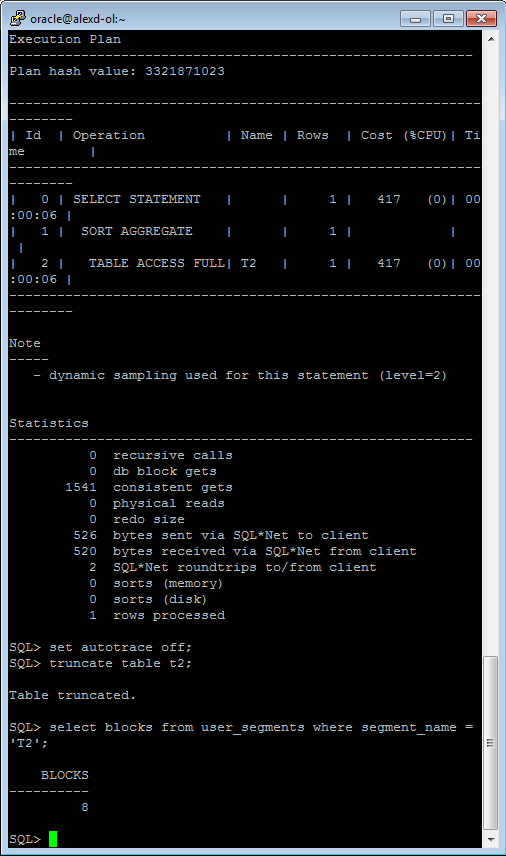 oracle@alexd-ol:~
Execution Plan
----------------------------------------------------------
Plan hash value: 3321871023

-----------------------------------------------------------
--------
| Id  | Operation          | Name | Rows  | Cost (%CPU)| Ti
me        |
-----------------------------------------------------------
--------
|   0 | SELECT STATEMENT   |      |     1 |   417   (0)| 00
:00:06 |
|   1 |  SORT AGGREGATE    |      |     1 |            |
 |
|   2 |   TABLE ACCESS FULL| T2   |     1 |   417   (0)| 00
:00:06 |
-----------------------------------------------------------
--------

Note
-----
   - dynamic sampling used for this statement (level=2)


Statistics
----------------------------------------------------------
          0  recursive calls
          0  db block gets
       1541  consistent gets
          0  physical reads
          0  redo size
        526  bytes sent via SQL*Net to client
        520  bytes received via SQL*Net from client
          2  SQL*Net roundtrips to/from client
          0  sorts (memory)
          0  sorts (disk)
          1  rows processed

SQL> set autotrace off;
SQL> truncate table t2;

Table truncated.

SQL> select blocks from user_segments where segment_name =
'T2';

    BLOCKS
----------
         8

SQL>